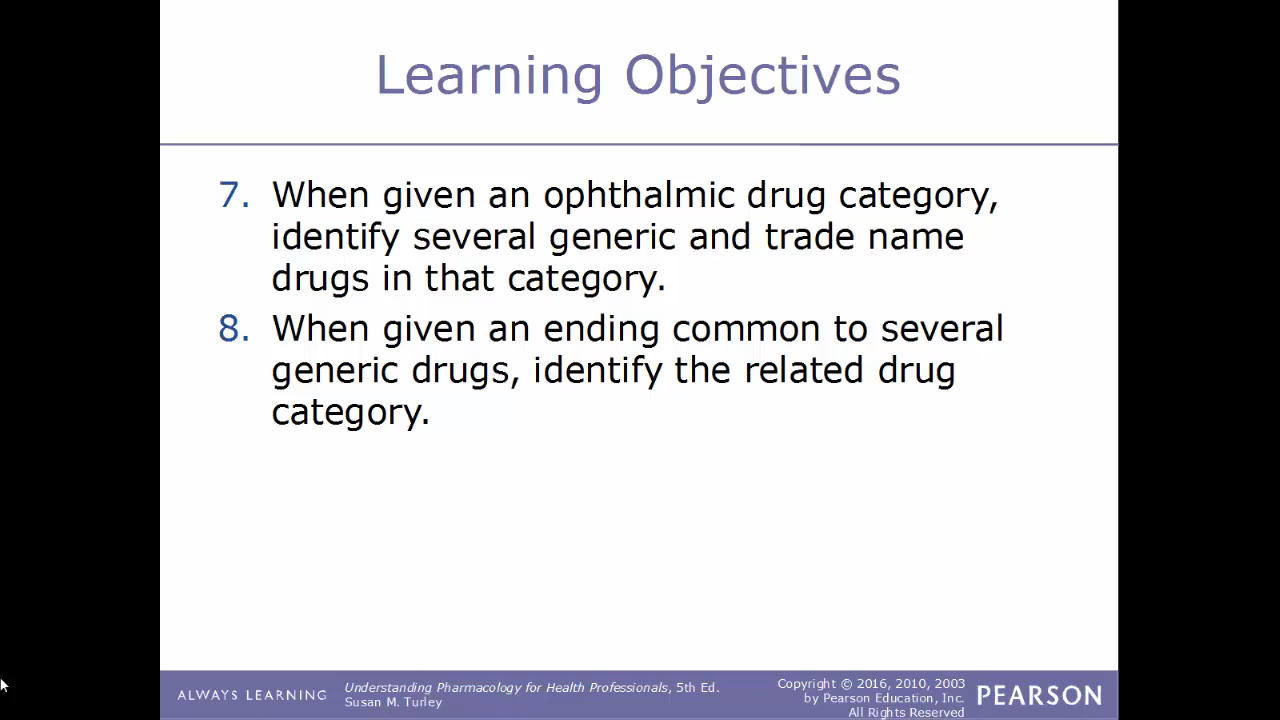 Learning Objectives
7. When given an ophthalmic drug category,
identify several generic and trade name
drugs in that category.
8. When given an ending common to several
generic drugs, identify the related drug
category.
ALWAYS LEARNING
Understanding Pharmacology for Health Professionals, 5th Ed.
Susan M. Turley
Copyright © 2016, 2010, 2003
by Pearson Education, Inc.
All Rights Reserved
PEARSON